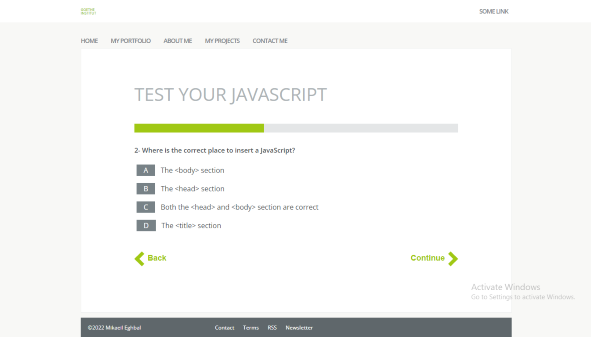 SOME LINK
HOME MY PORTFOLIO ABOUT ME MY PROJECTS CONTACT ME
TEST YOUR JAVASCRIPT
2- Where is the correct place to insert a JavaScript?
A The <body> section
B The <head> section
C Both the <head> and <body> section are correct
D The <title> section
Back Continue
Activate Windows
Go to Settings to activate Windows.
©2022 Mikaeil Eghbal Contact Terms RSS Newsletter